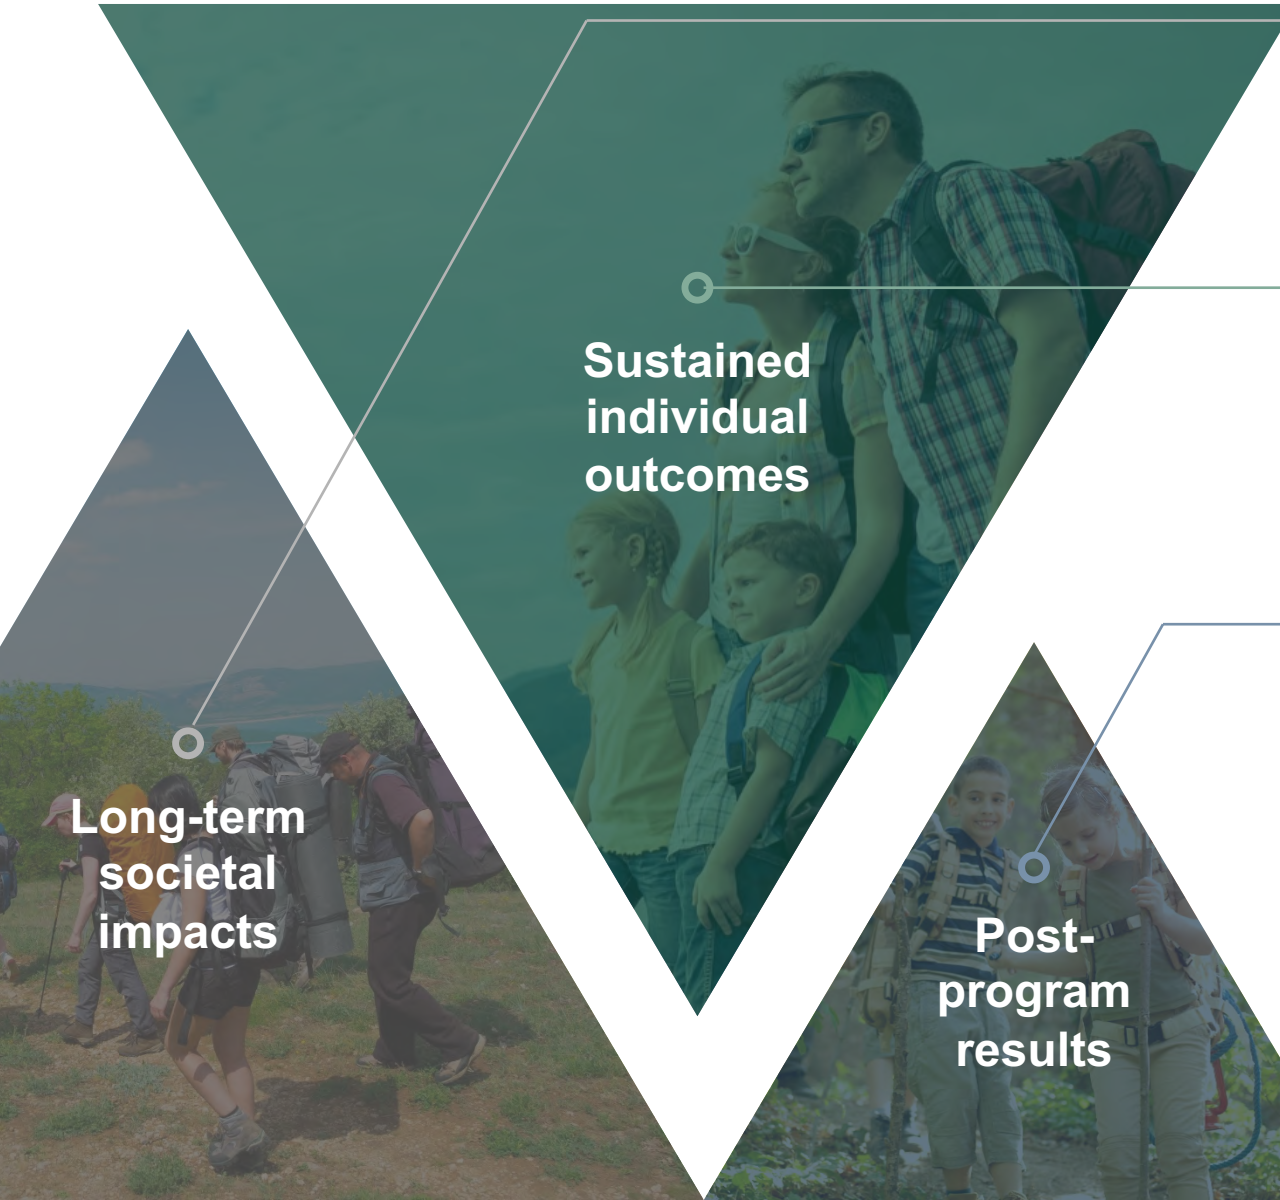 Sustained
individual
outcomes
Long-term
societal
impacts
Post-
program
results